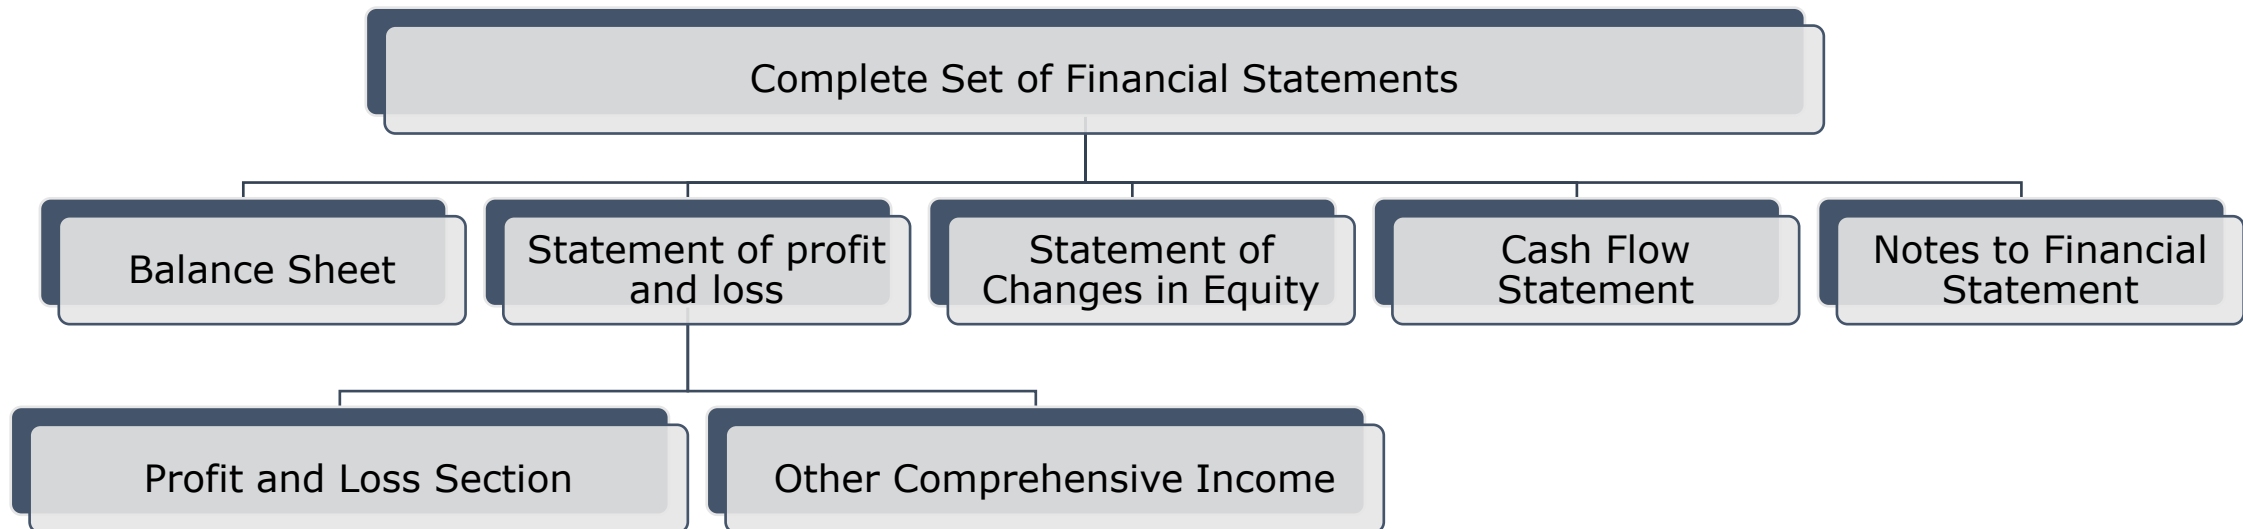 Complete Set of Financial Statements
Balance Sheet
Statement of profit
and loss
Statement of
Changes in Equity
Cash Flow
Statement
Notes to Financial
Statement
Profit and Loss Section
Other Comprehensive Income